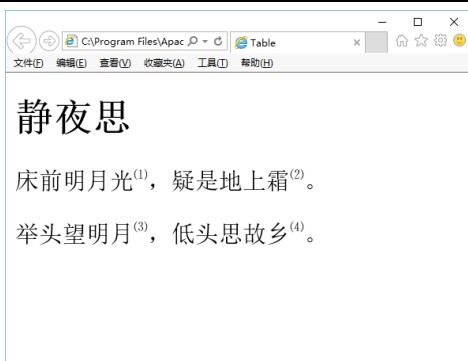 C:\Program Files\Apac
Table
文件(F) 编辑(E) 查看(V) 收藏夹(A) 工具(T) 帮助(H)
静夜思
床前明月光(1)，疑是地上霜(2)。
举头望明月(3)，低头思故乡(4)。